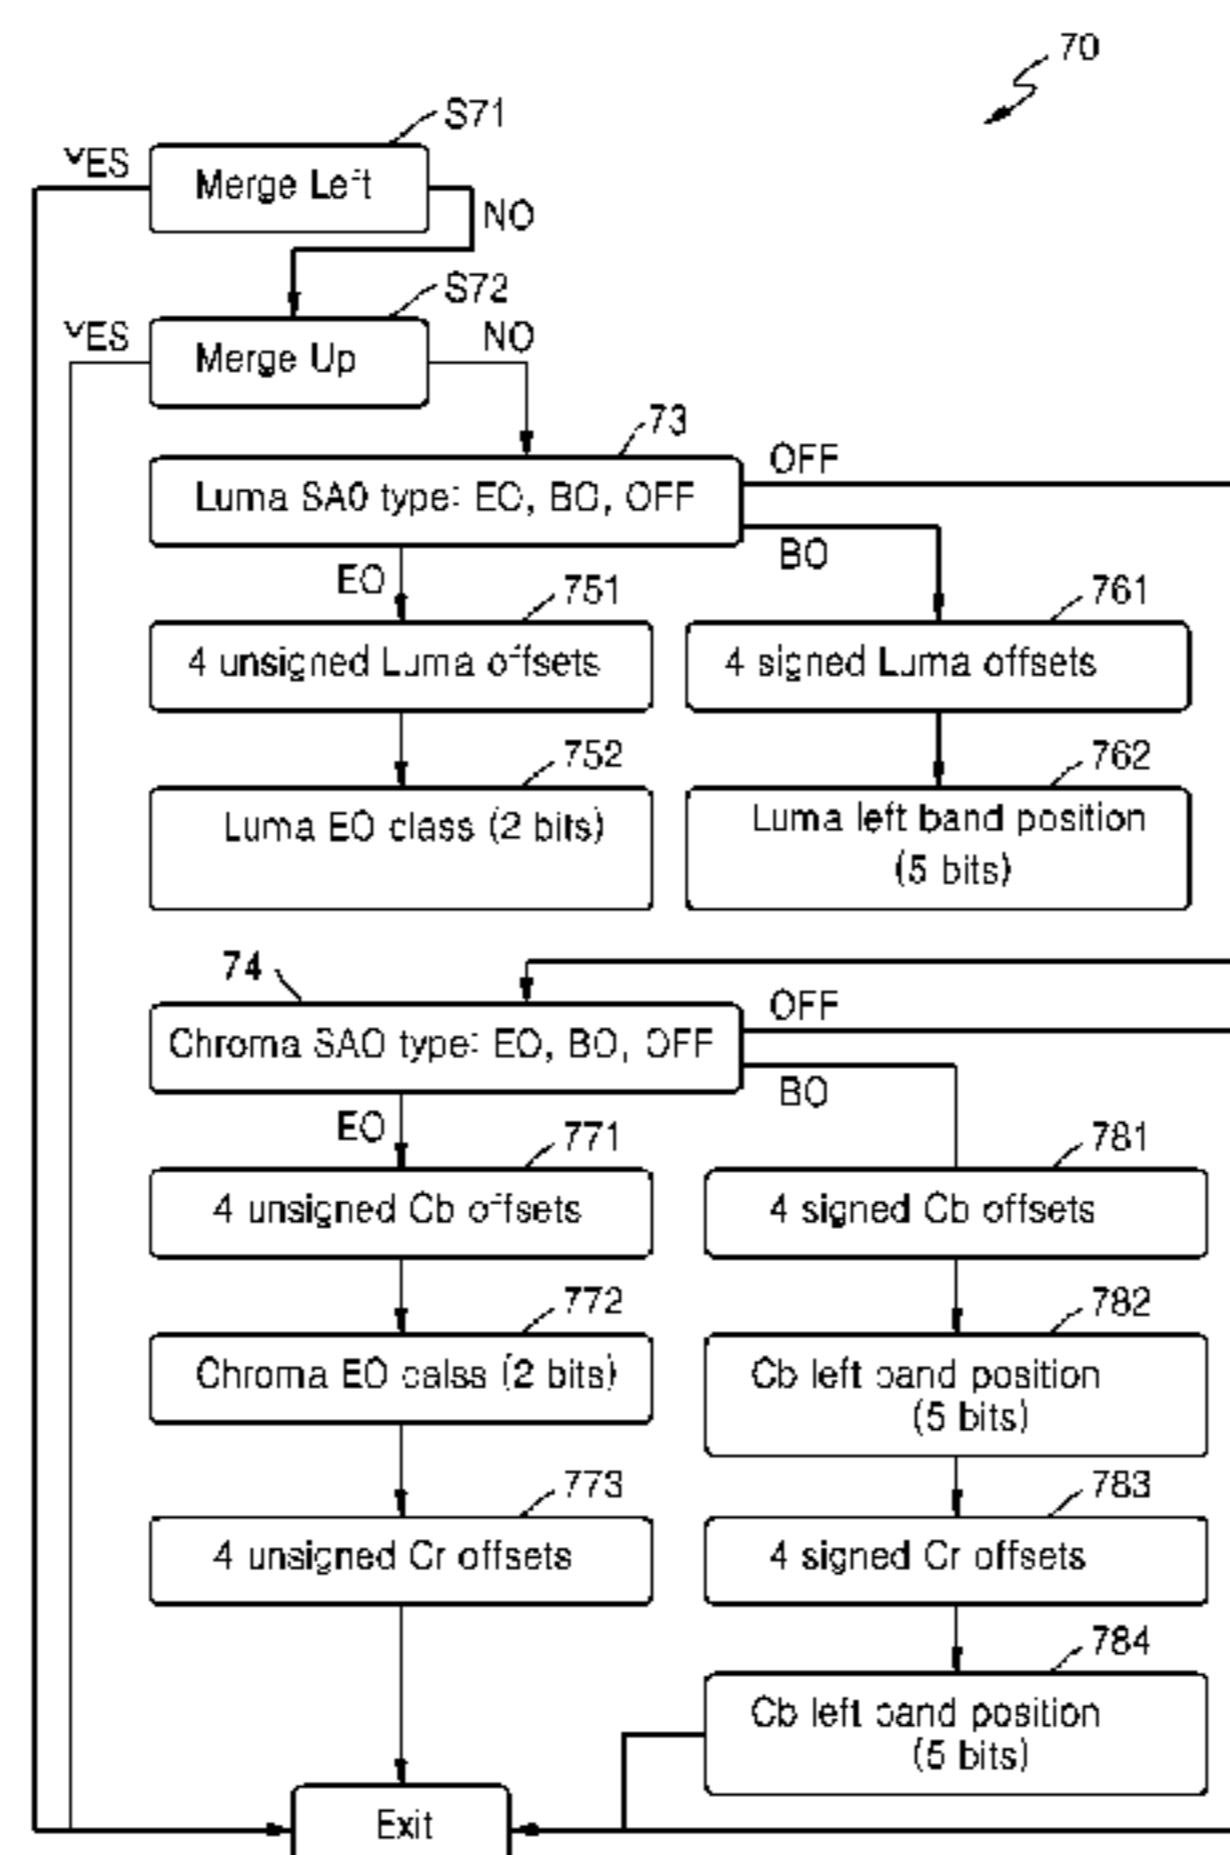 70
S71
YES
Merge Left
NO
S72
YES
Merge Up
NO
73
Luma SAO type: EO, BO, OFF
OFF
BO
EO
751
4 unsigned Luma offsets
761
4 signed Luma offsets
752
Luma EO class (2 bits)
762
Luma left band position
(5 bits)
74
Chroma SAO type: EO, BO, OFF
OFF
BO
EO
771
4 unsigned Cb offsets
781
4 signed Cb offsets
772
Chroma EO calss (2 bits)
782
Cb left band position
(5 bits)
773
4 unsigned Cr offsets
783
4 signed Cr offsets
784
Cb left band position
(5 bits)
Exit